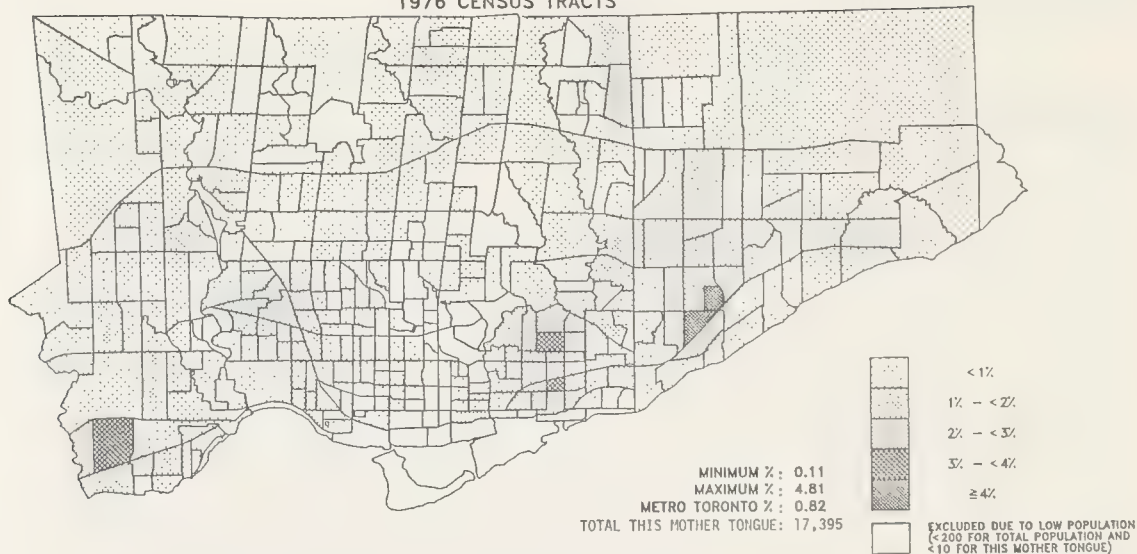 1976 CENSUS TRACTS
<1%
1% - <2%
2% - <3%
3% - <4%
≧4%
MINIMUM %: 0.11
MAXIMUM %: 4.81
METRO TORONTO %: 0.82
TOTAL THIS MOTHER TONGUE: 17,395
EXCLUDED DUE TO LOW POPULATION
(<200 FOR TOTAL POPULATION AND
<10 FOR THIS MOTHER TONGUE)